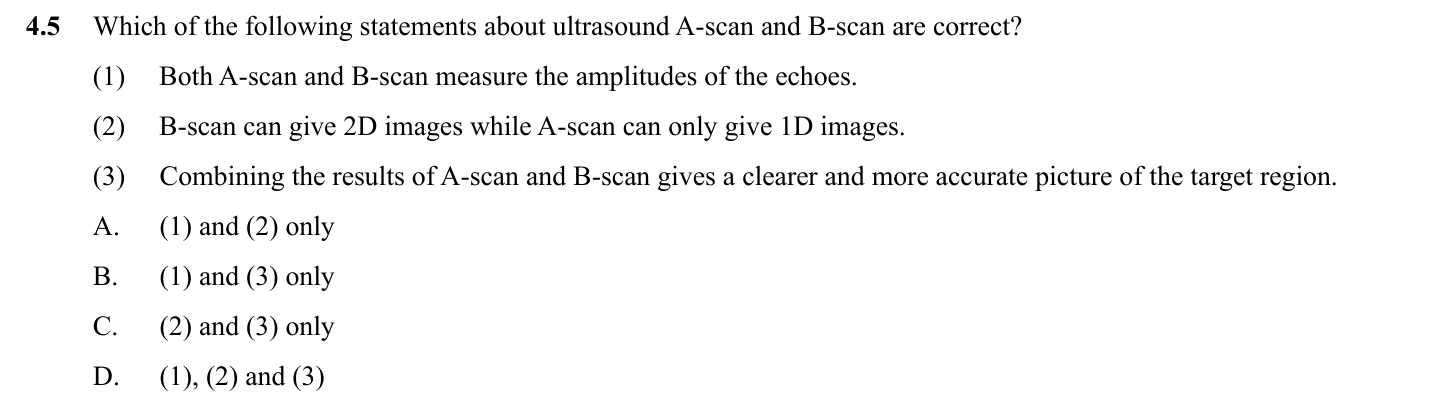 4.5 Which of the following statements about ultrasound A-scan and B-scan are correct?
(1) Both A-scan and B-scan measure the amplitudes of the echoes.
(2) B-scan can give 2D images while A-scan can only give 1D images.
(3) Combining the results of A-scan and B-scan gives a clearer and more accurate picture of the target region.
A. (1) and (2) only
B. (1) and (3) only
C. (2) and (3) only
D. (1), (2) and (3)